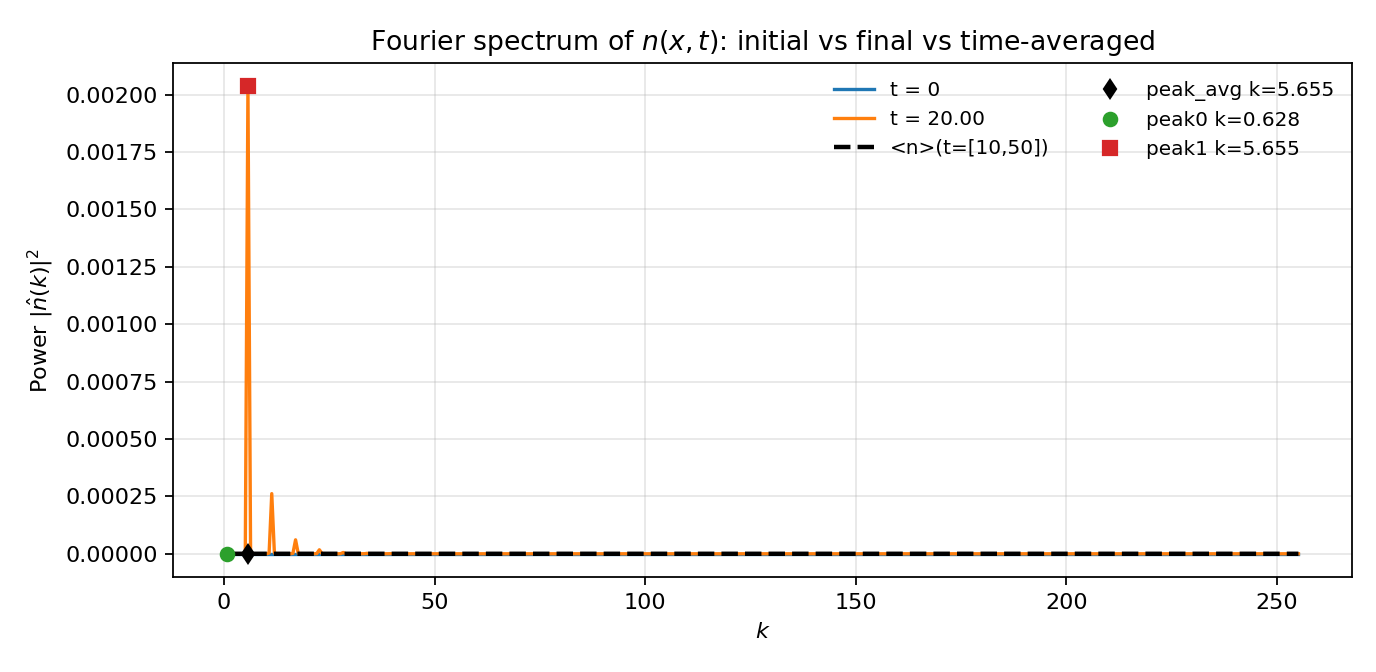 Fourier spectrum of n(x, t): initial vs final vs time-averaged
t = 0
t = 20.00
<n>(t=[10,50])
peak_avg k=5.655
peak0 k=0.628
peak1 k=5.655
Power |n̂(k)|²
0.00200
0.00175
0.00150
0.00125
0.00100
0.00075
0.00050
0.00025
0.00000
0 50 100 150 200 250
k